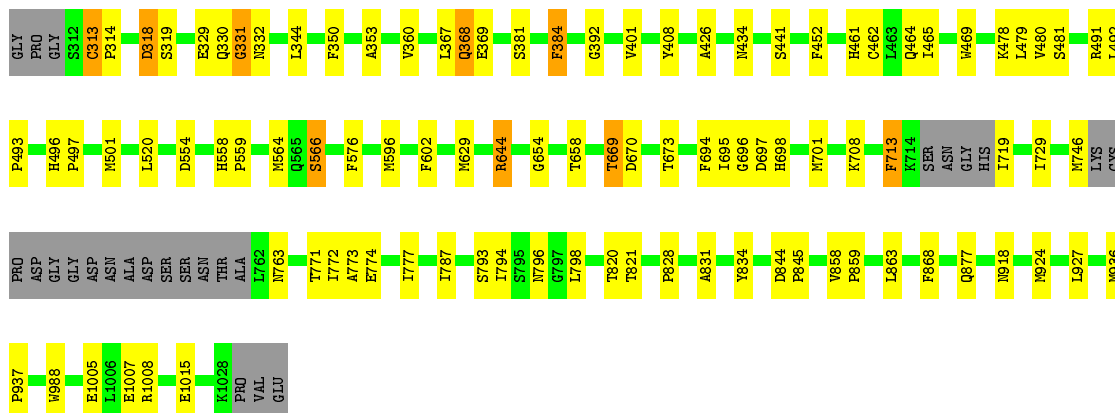 GLY PRO GLY S312 C313 P314 D318 S319 E329 Q330 G331 N332 L344 F350 A353 V360 L367 Q368 E369 S381 F384 G392 V401 Y408 A426 N434 S441 F452 H461 C462 L463 Q464 I465 W469 K478 L479 V480 S481 R491 L492
P493 H496 P497 M501 L520 D554 H558 P559 M564 Q565 S566 F576 M596 F602 M629 R644 G654 T658 T669 D670 T673 F694 I695 G696 D697 H698 M701 K708 F713 K714 SER ASN GLY HIS I719 I729 M746 LYS CYS
PRO ASP GLY GLY ASP ASN ALA ASP SER SER ASN THR ALA L762 N763 T771 I772 A773 E774 I777 I787 S793 I794 S795 N796 G797 L798 T820 T821 P828 A831 Y834 D844 P845 V858 P859 L863 F868 Q877 N918 M924 L927 M936
P937 W988 E1005 L1006 E1007 R1008 E1015 K1028 PRO VAL GLU